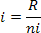 i = R / ni